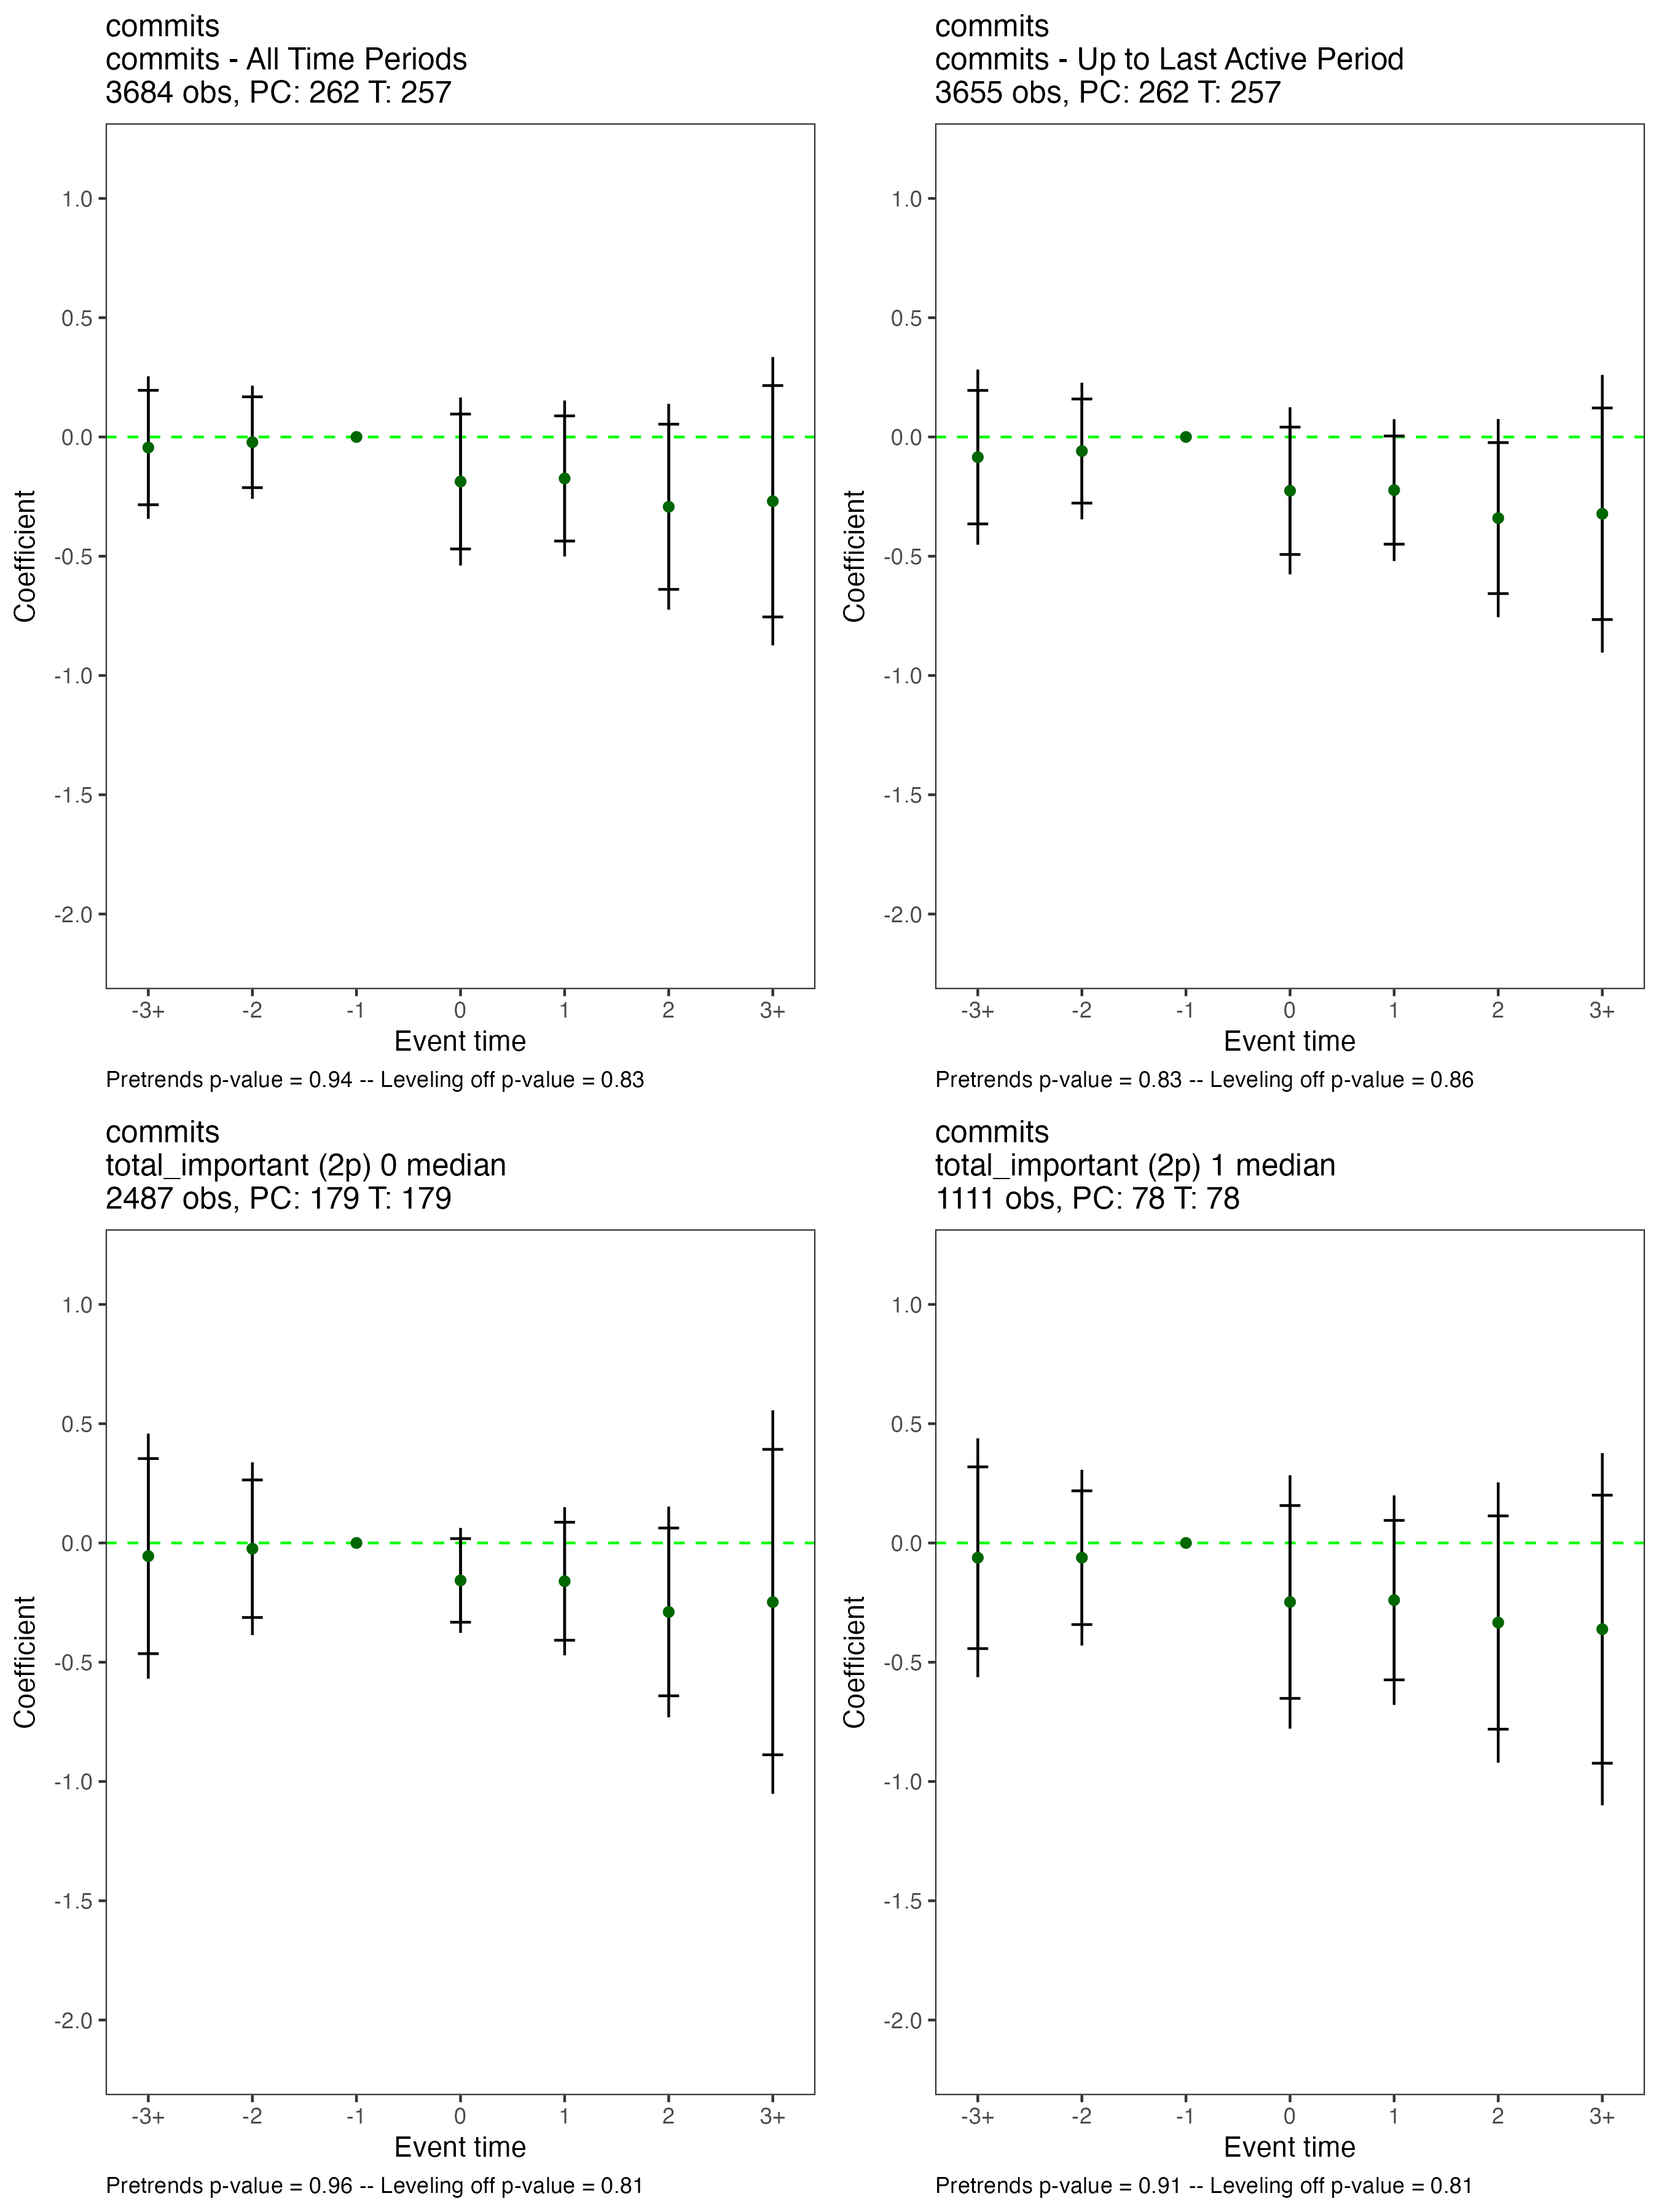 commits
commits - All Time Periods
3684 obs, PC: 262 T: 257
1.0
0.5
0.0
-0.5
-1.0
-1.5
-2.0
Coefficient
-3+ -2 -1 0 1 2 3+
Event time
Pretrends p-value = 0.94 -- Leveling off p-value = 0.83
commits
commits - Up to Last Active Period
3655 obs, PC: 262 T: 257
1.0
0.5
0.0
-0.5
-1.0
-1.5
-2.0
Coefficient
-3+ -2 -1 0 1 2 3+
Event time
Pretrends p-value = 0.83 -- Leveling off p-value = 0.86
commits
total_important (2p) 0 median
2487 obs, PC: 179 T: 179
1.0
0.5
0.0
-0.5
-1.0
-1.5
-2.0
Coefficient
-3+ -2 -1 0 1 2 3+
Event time
Pretrends p-value = 0.96 -- Leveling off p-value = 0.81
commits
total_important (2p) 1 median
1111 obs, PC: 78 T: 78
1.0
0.5
0.0
-0.5
-1.0
-1.5
-2.0
Coefficient
-3+ -2 -1 0 1 2 3+
Event time
Pretrends p-value = 0.91 -- Leveling off p-value = 0.81